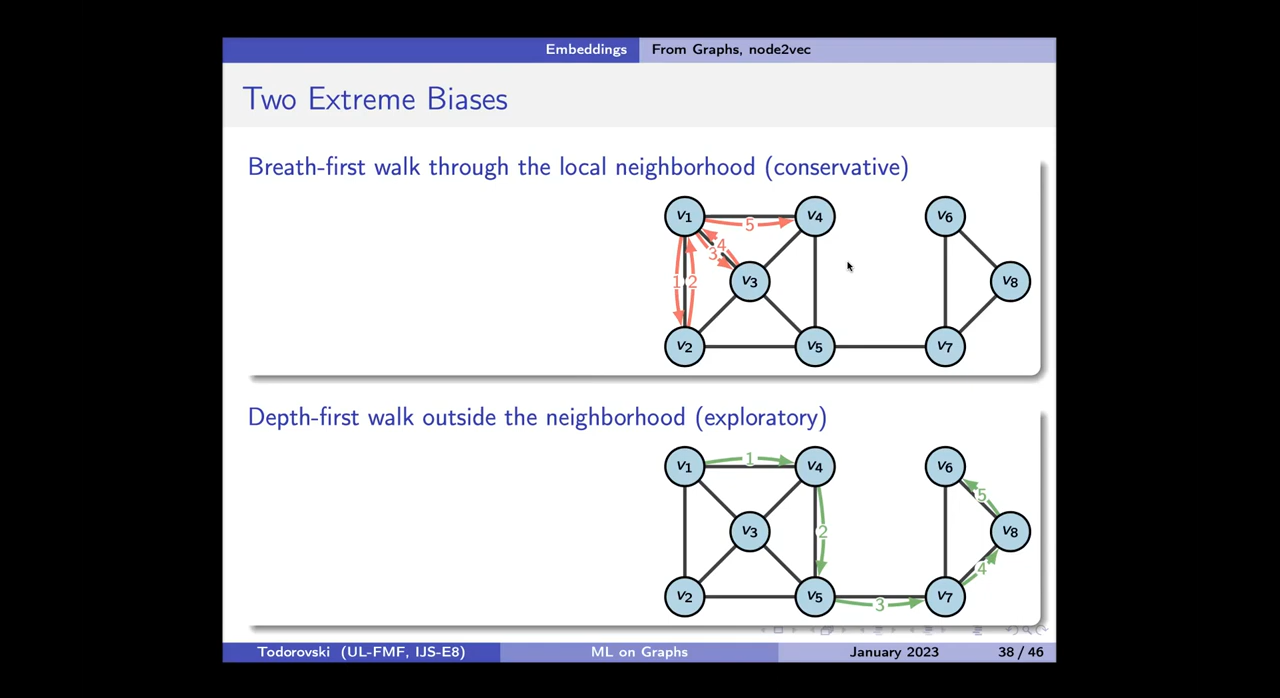 Embeddings From Graphs, node2vec
Two Extreme Biases
Breath-first walk through the local neighborhood (conservative)
v1 v4 v6
5
4
3
v3 v8
1 2
v2 v5 v7
Depth-first walk outside the neighborhood (exploratory)
1
v1 v4 v6
5
v3 2 v8
4
v2 v5 v7
3
Todorovski (UL-FMF, IJS-E8) ML on Graphs January 2023 38 / 46